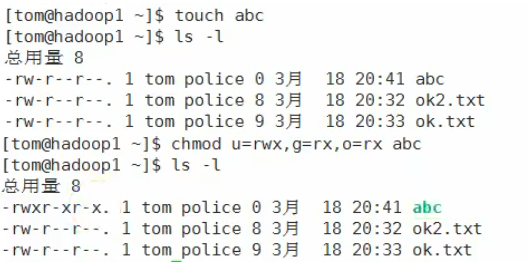 [tom@hadoop1 ~]$ touch abc
[tom@hadoop1 ~]$ ls -l
总用量 8
-rw-r--r--. 1 tom police 0 3月  18 20:41 abc
-rw-r--r--. 1 tom police 8 3月  18 20:32 ok2.txt
-rw-r--r--. 1 tom police 9 3月  18 20:33 ok.txt
[tom@hadoop1 ~]$ chmod u=rwx,g=rx,o=rx abc
[tom@hadoop1 ~]$ ls -l
总用量 8
-rwxr-xr-x. 1 tom police 0 3月  18 20:41 abc
-rw-r--r--. 1 tom police 8 3月  18 20:32 ok2.txt
-rw-r--r--. 1 tom police 9 3月  18 20:33 ok.txt